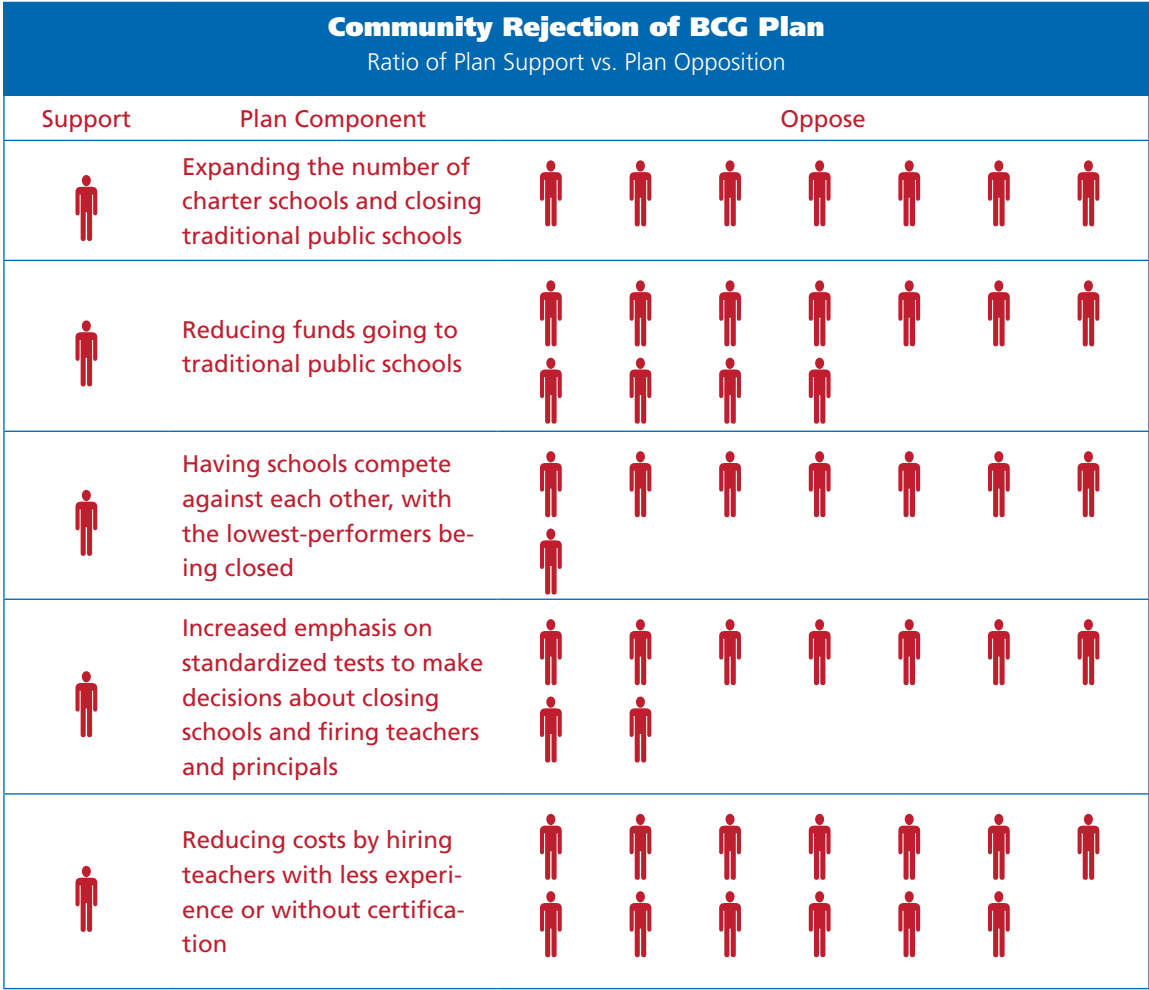 Community Rejection of BCG Plan
Ratio of Plan Support vs. Plan Opposition
Support Plan Component Oppose
Expanding the number of
charter schools and closing
traditional public schools
Reducing funds going to
traditional public schools
Having schools compete
against each other, with
the lowest-performers be-
ing closed
Increased emphasis on
standardized tests to make
decisions about closing
schools and firing teachers
and principals
Reducing costs by hiring
teachers with less experi-
ence or without certifica-
tion